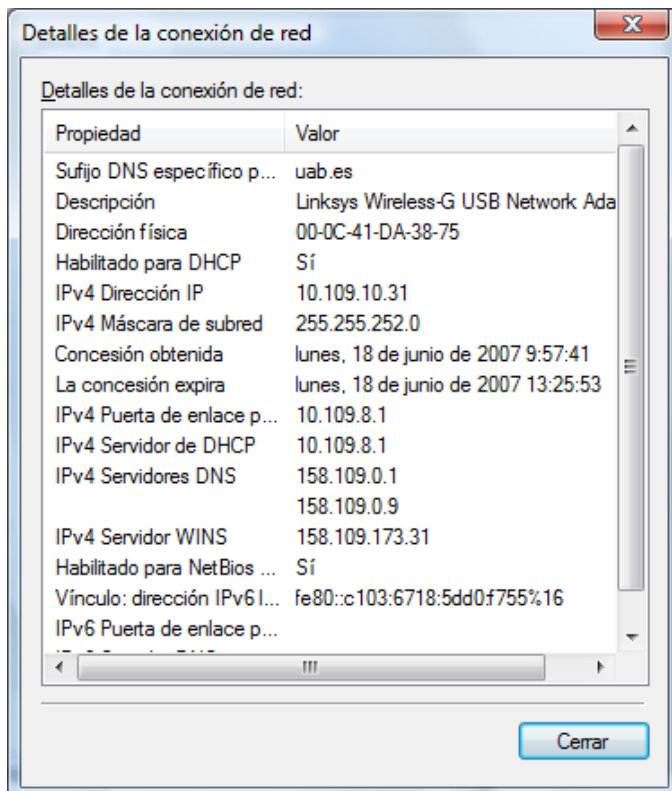 Detalles de la conexión de red
Detalles de la conexión de red:
Propiedad Valor
Sufijo DNS específico p... uab.es
Descripción Linksys Wireless-G USB Network Ada
Dirección física 00-0C-41-DA-38-75
Habilitado para DHCP Sí
IPv4 Dirección IP 10.109.10.31
IPv4 Máscara de subred 255.255.252.0
Concesión obtenida lunes, 18 de junio de 2007 9:57:41
La concesión expira lunes, 18 de junio de 2007 13:25:53
IPv4 Puerta de enlace p... 10.109.8.1
IPv4 Servidor de DHCP 10.109.8.1
IPv4 Servidores DNS 158.109.0.1
158.109.0.9
IPv4 Servidor WINS 158.109.173.31
Habilitado para NetBios ... Sí
Vínculo: dirección IPv6 l... fe80::c103:6718:5dd0:f755%16
IPv6 Puerta de enlace p...
Cerrar